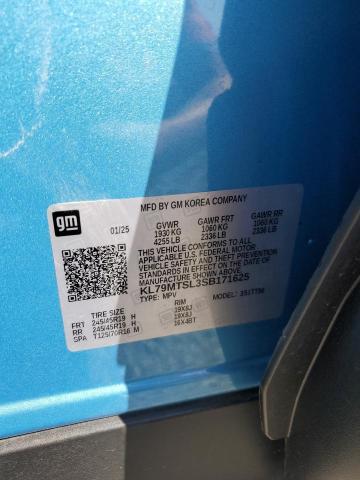 gm
01/25
MFD BY GM KOREA COMPANY
GVWR GAWR FRT GAWR RR
1930 KG 1060 KG 1060 KG
4255 LB 2336 LB 2336 LB
THIS VEHICLE CONFORMS TO ALL APPLICABLE
U.S. FEDERAL MOTOR VEHICLE SAFETY, BUMPER,
AND THEFT PREVENTION STANDARDS IN EFFECT
ON THE DATE OF MANUFACTURE SHOWN ABOVE.
KL79MTSL3SB171625
TYPE: MPV MODEL:
TIRE SIZE RIM
FRT 245/45R19 H 19X8J
RR 245/45R19 H 19X8J
SPA T125/70R16 M 16X4BT